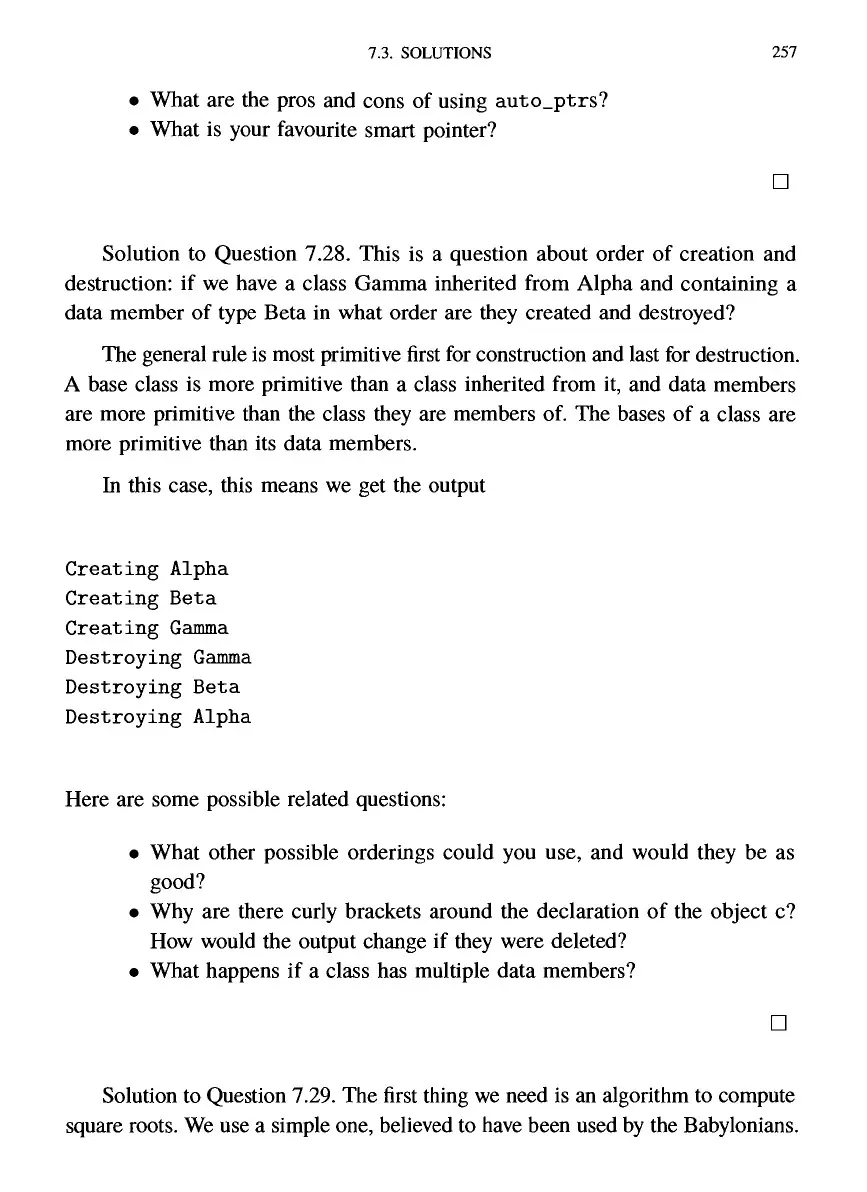 7.3. SOLUTIONS 257
• What are the pros and cons of using auto_ptrs?
• What is your favourite smart pointer?
□
Solution to Question 7.28. This is a question about order of creation and
destruction: if we have a class Gamma inherited from Alpha and containing a
data member of type Beta in what order are they created and destroyed?
The general rule is most primitive first for construction and last for destruction.
A base class is more primitive than a class inherited from it, and data members
are more primitive than the class they are members of. The bases of a class are
more primitive than its data members.
In this case, this means we get the output
Creating Alpha
Creating Beta
Creating Gamma
Destroying Gamma
Destroying Beta
Destroying Alpha
Here are some possible related questions:
• What other possible orderings could you use, and would they be as
good?
• Why are there curly brackets around the declaration of the object c?
How would the output change if they were deleted?
• What happens if a class has multiple data members?
□
Solution to Question 7.29. The first thing we need is an algorithm to compute
square roots. We use a simple one, believed to have been used by the Babylonians.